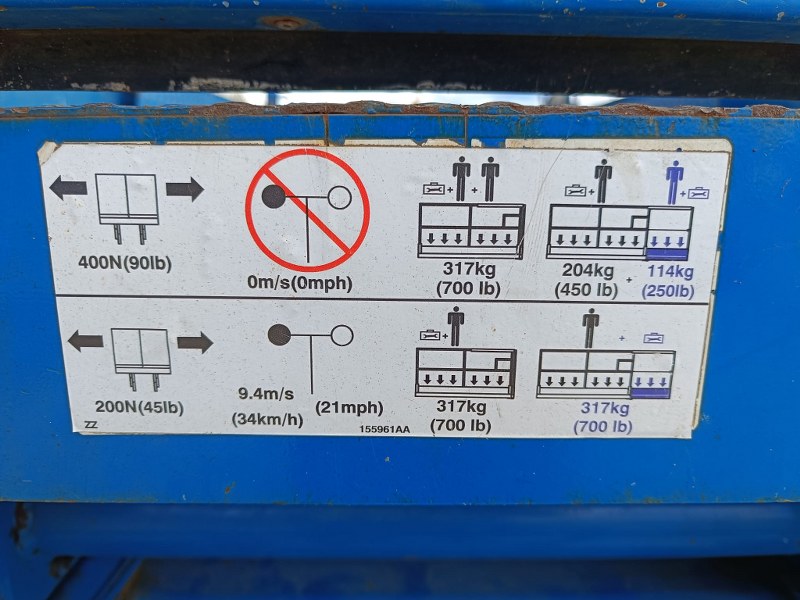 400N(90lb)
0m/s(0mph)
317kg
(700 lb)
204kg
(450 lb)
+
114kg
(250lb)
200N(45lb)
9.4m/s
(34km/h)
(21mph)
317kg
(700 lb)
317kg
(700 lb)
ZZ
155961AA